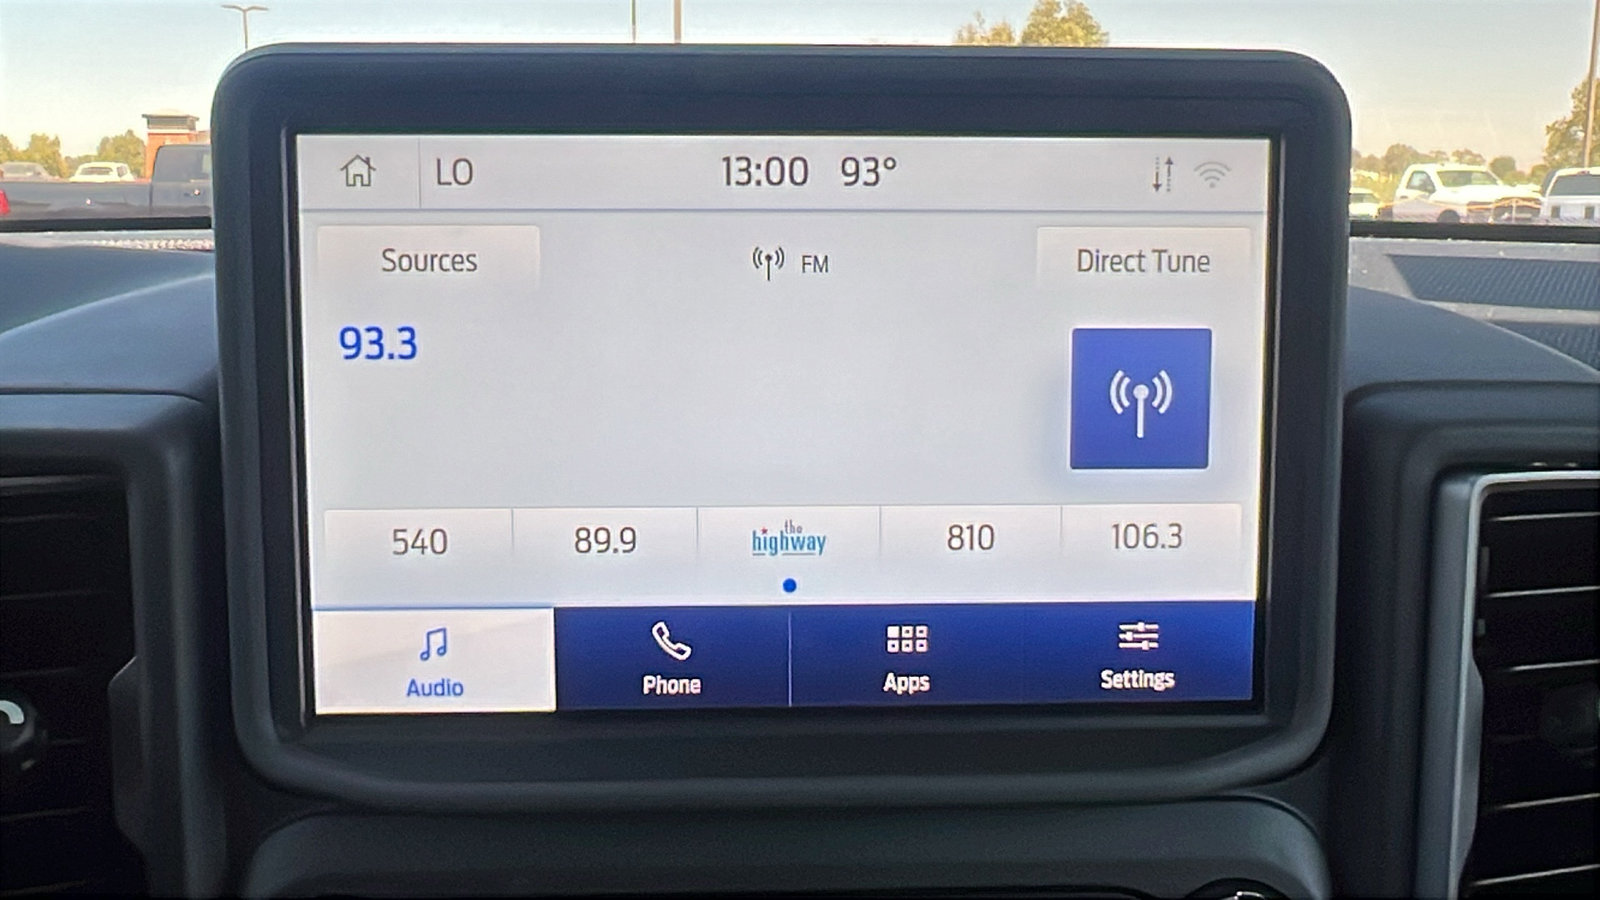 LO 13:00 93°
Sources FM Direct Tune
93.3
540 89.9 the highway 810 106.3
Audio Phone Apps Settings